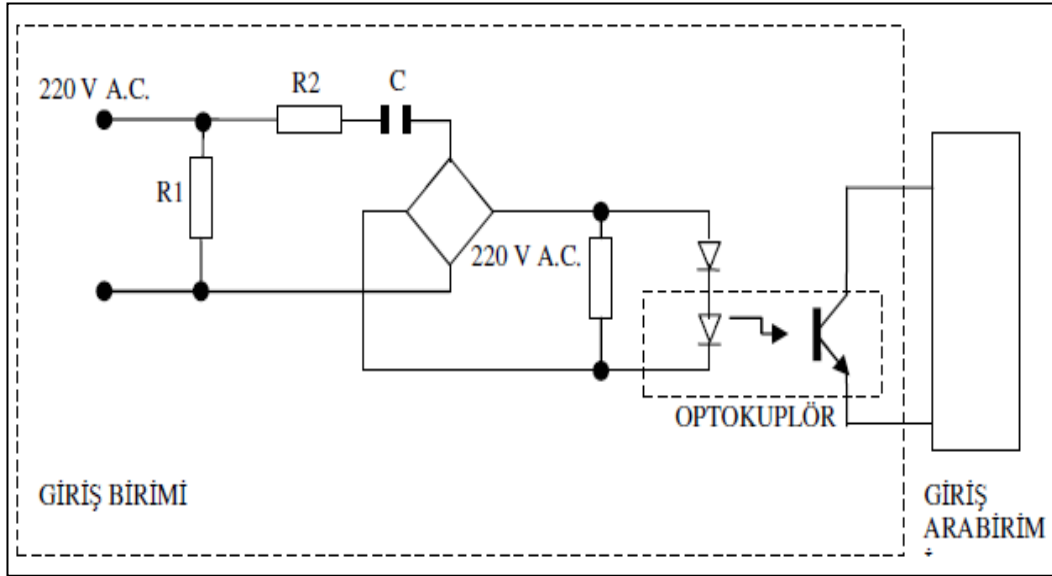 220 V A.C.
R2
C
R1
220 V A.C.
OPTOKUPLÖR
GİRİŞ BİRİMİ
GİRİŞ
ARABİRİM